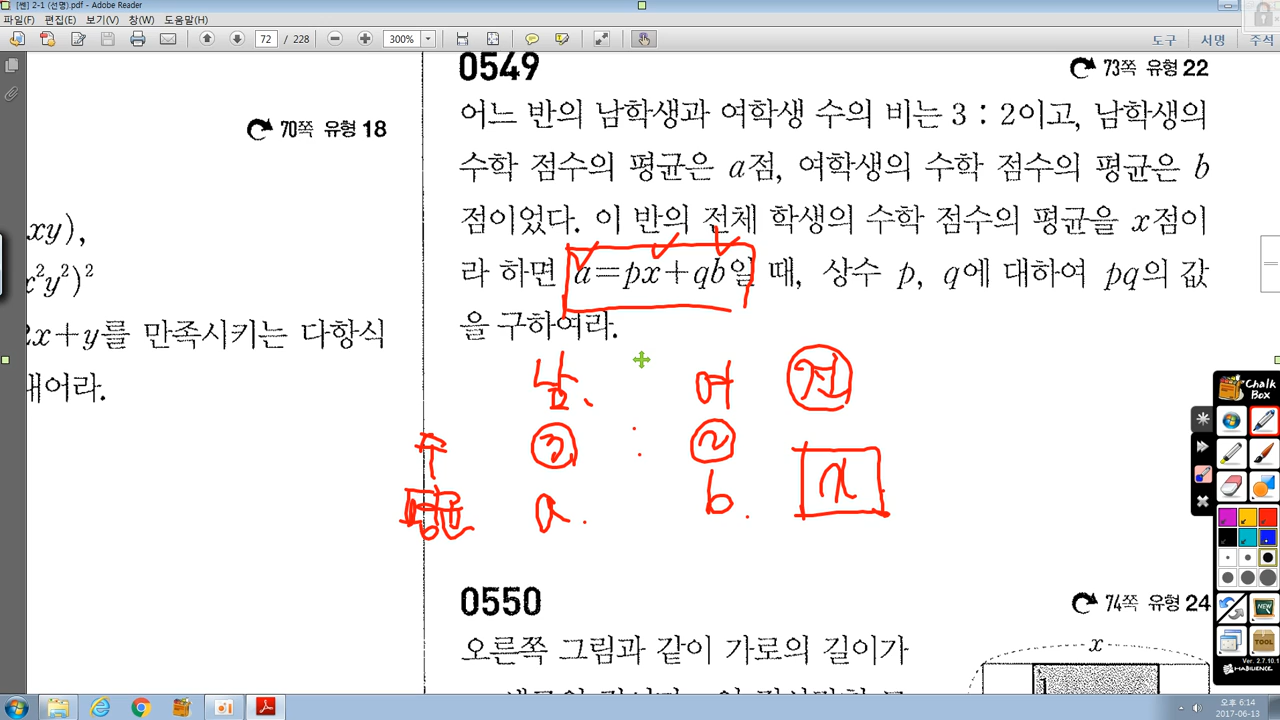 [쎈] 2-1 (선명).pdf - Adobe Reader
파일(F) 편집(E) 보기(V) 창(W) 도움말(H)
72 / 228 300% 도구 서명 주석
70쪽 유형 18
xy),
x²y²)²
2x+y를 만족시키는 다항식
내어라.
0549 73쪽 유형 22
어느 반의 남학생과 여학생 수의 비는 3 : 2이고, 남학생의
수학 점수의 평균은 a점, 여학생의 수학 점수의 평균은 b
점이었다. 이 반의 전체 학생의 수학 점수의 평균을 x점이
라 하면 a=px+qb일 때, 상수 p, q에 대하여 pq의 값
을 구하여라.
남 여 전
수 3 : 2
평균 a b x
0550 74쪽 유형 24
오른쪽 그림과 같이 가로의 길이가
x
Chalk Box
TOOL
Ver. 2.7.10.1
HABILIENCE
오후 6:14
2017-06-13